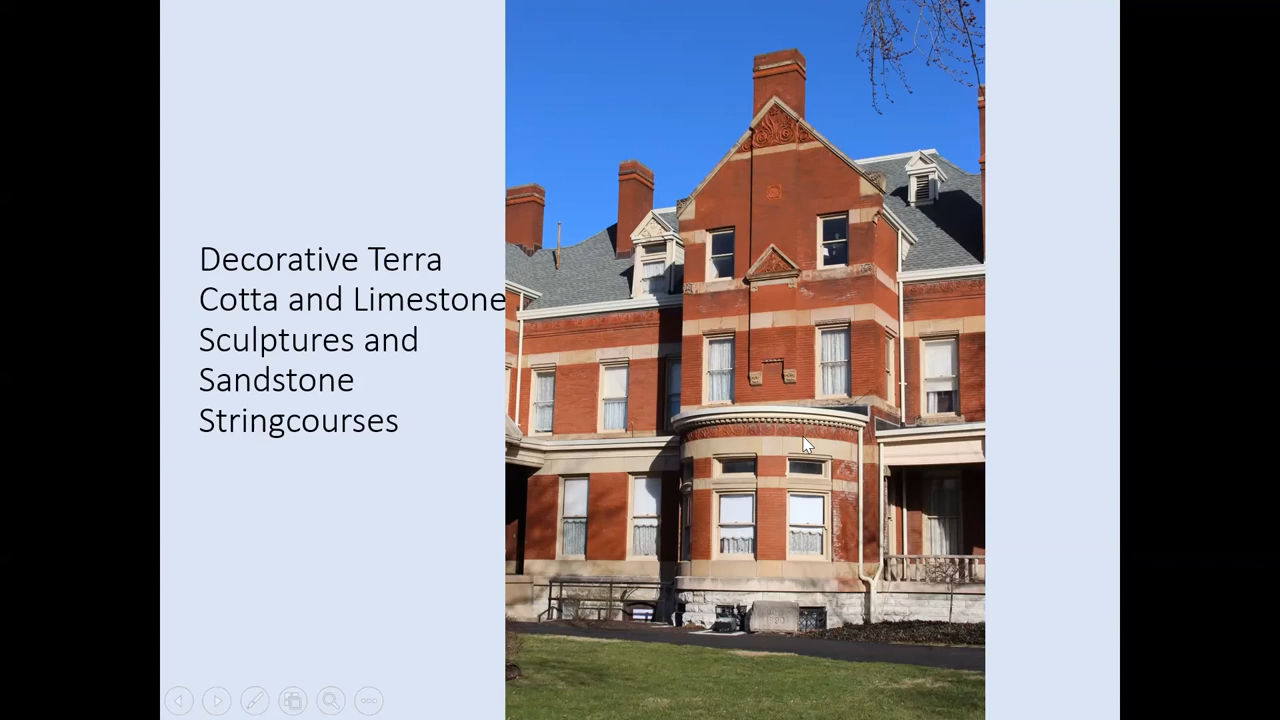 Decorative Terra
Cotta and Limestone
Sculptures and
Sandstone
Stringcourses